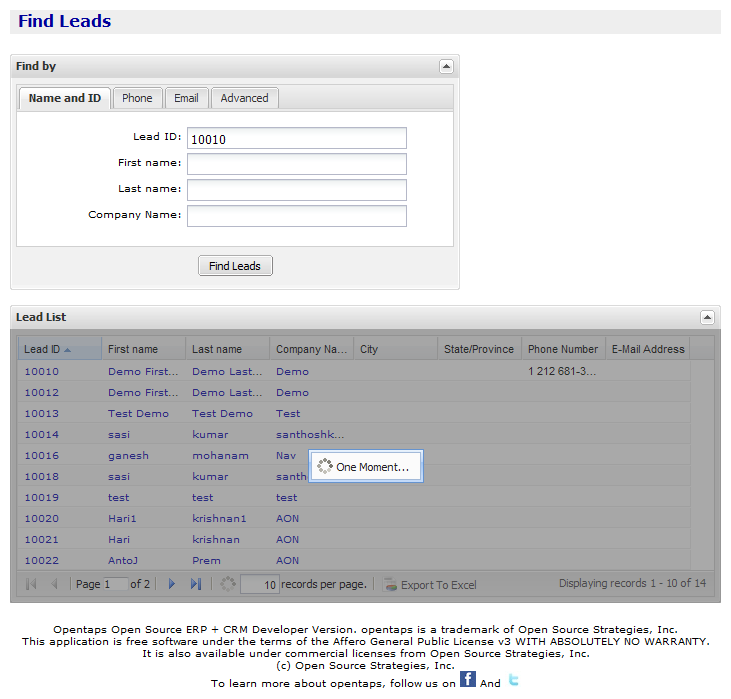 Find Leads
Find by
Name and ID Phone Email Advanced
Lead ID: 10010
First name:
Last name:
Company Name:
Find Leads
Lead List
Lead ID First name Last name Company Na... City State/Province Phone Number E-Mail Address
10010 Demo First... Demo Last... Demo 1 212 681-3...
10012 Demo First... Demo Last... Demo
10013 Test Demo Test Demo Test
10014 sasi kumar santhoshk...
10016 ganesh mohanam Nav
One Moment...
10018 sasi kumar santh
10019 test test test
10020 Hari1 krishnan1 AON
10021 Hari krishnan AON
10022 AntoJ Prem AON
Page 1 of 2 10 records per page. Export To Excel Displaying records 1 - 10 of 14
Opentaps Open Source ERP + CRM Developer Version. opentaps is a trademark of Open Source Strategies, Inc.
This application is free software under the terms of the Affero General Public License v3 WITH ABSOLUTELY NO WARRANTY.
It is also available under commercial licenses from Open Source Strategies, Inc.
(c) Open Source Strategies, Inc.
To learn more about opentaps, follow us on f And t